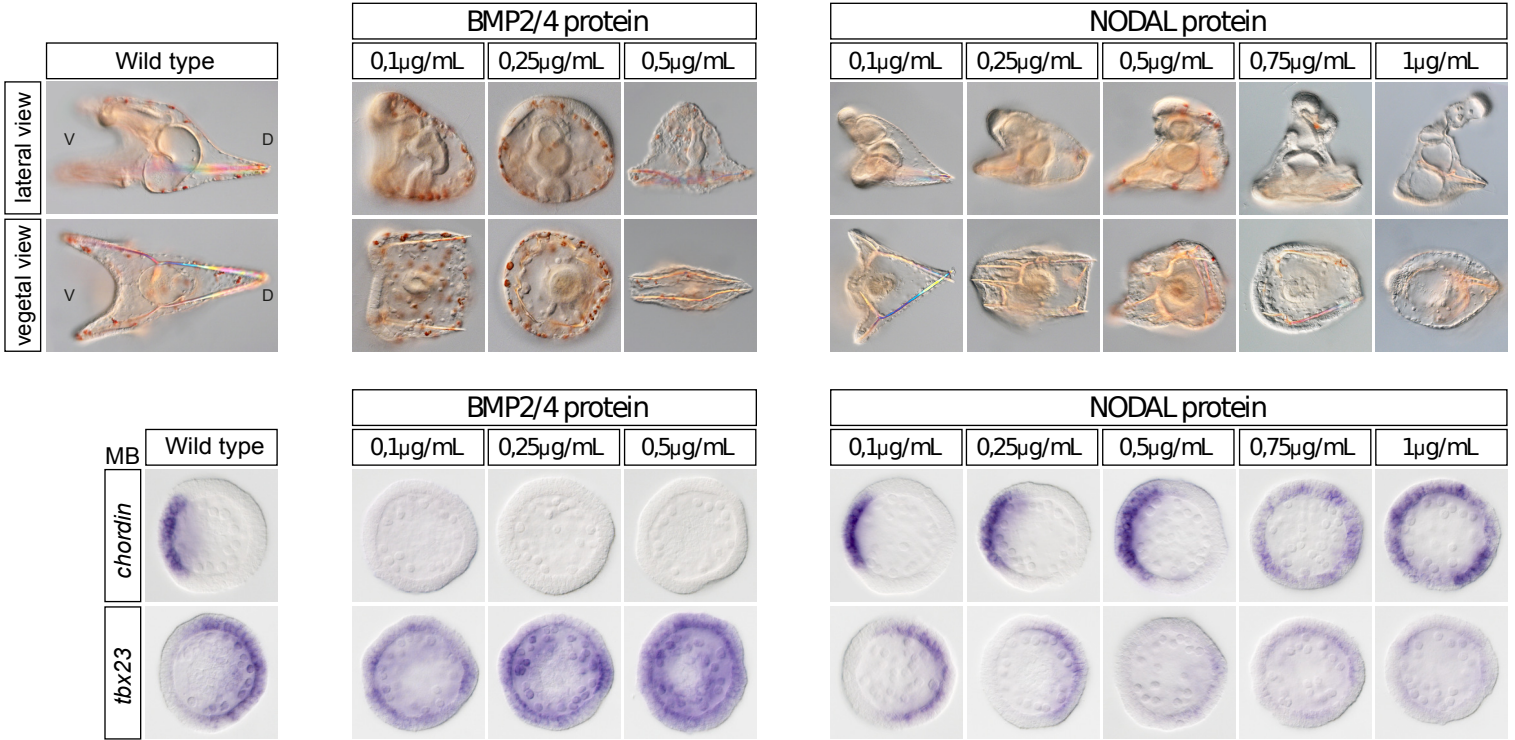 BMP2/4 protein
NODAL protein
Wild type
0,1µg/mL
0,25µg/mL
0,5µg/mL
0,1µg/mL
0,25µg/mL
0,5µg/mL
0,75µg/mL
1µg/mL
lateral view
V
D
vegetal view
V
D
BMP2/4 protein
NODAL protein
MB
Wild type
0,1µg/mL
0,25µg/mL
0,5µg/mL
0,1µg/mL
0,25µg/mL
0,5µg/mL
0,75µg/mL
1µg/mL
chordin
tbx23